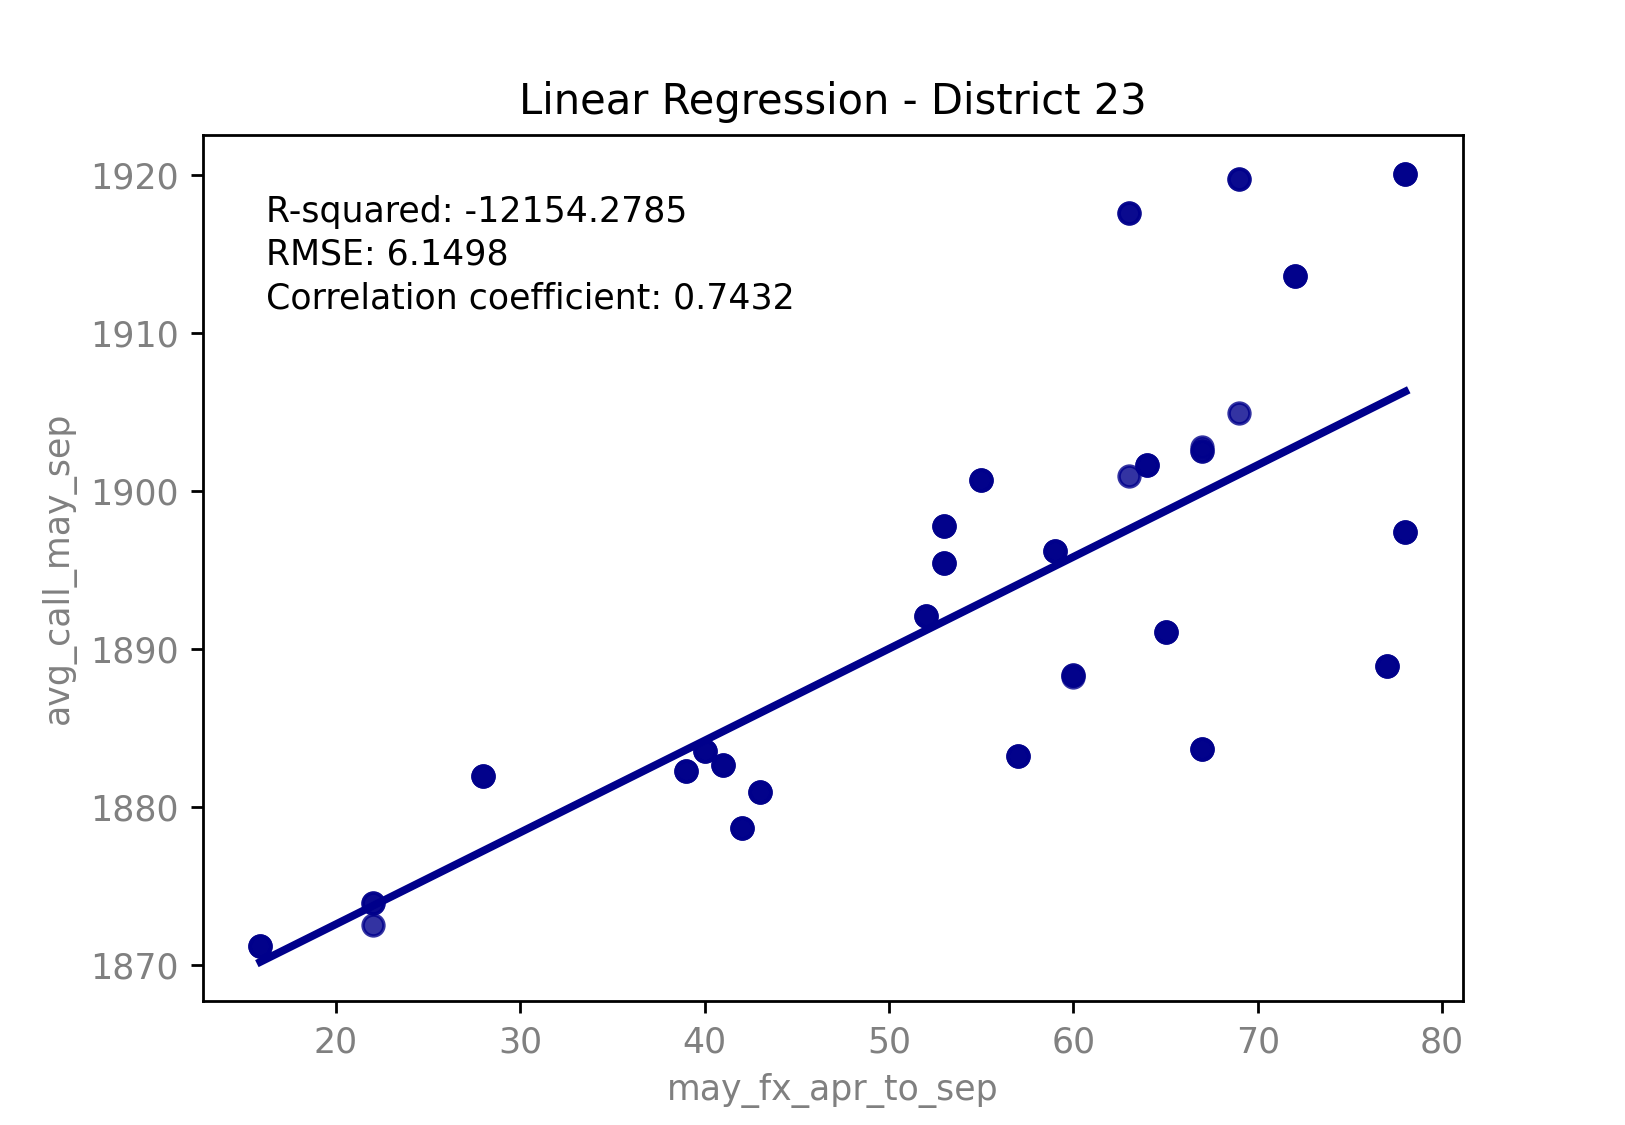 Linear Regression - District 23
R-squared: -12154.2785
RMSE: 6.1498
Correlation coefficient: 0.7432
1920
1910
1900
1890
1880
1870
avg_call_may_sep
20 30 40 50 60 70 80
may_fx_apr_to_sep